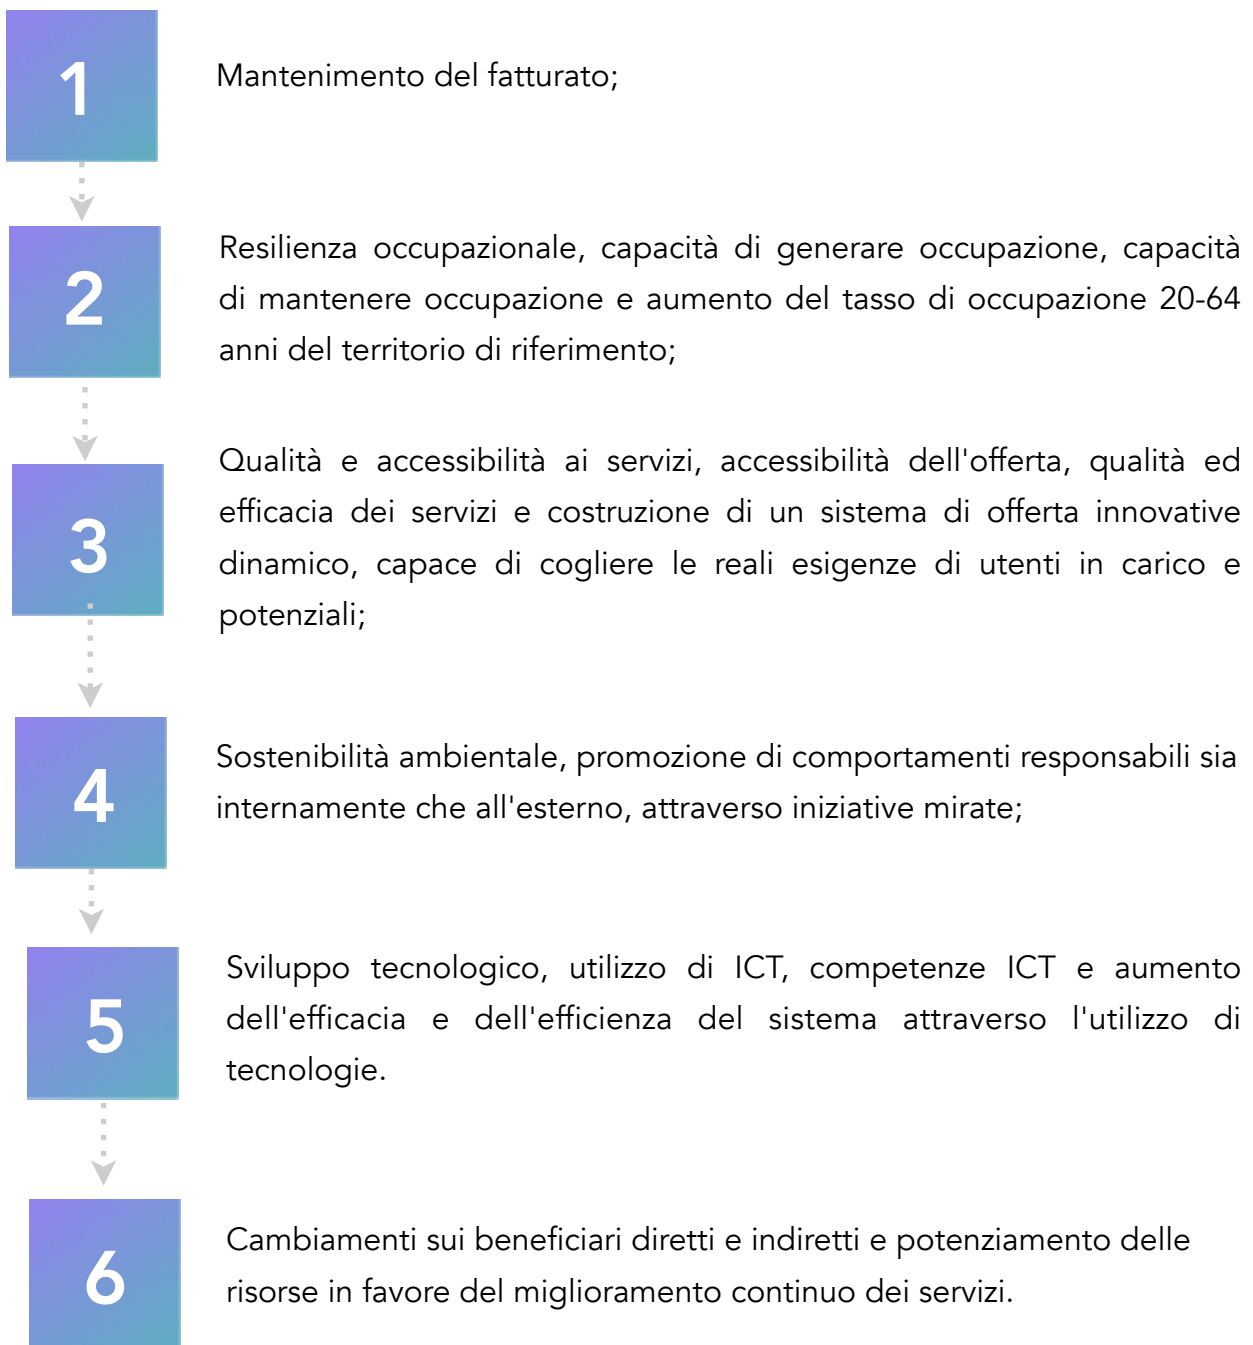 1
Mantenimento del fatturato;
2
Resilienza occupazionale, capacità di generare occupazione, capacità
di mantenere occupazione e aumento del tasso di occupazione 20-64
anni del territorio di riferimento;
3
Qualità e accessibilità ai servizi, accessibilità dell'offerta, qualità ed
efficacia dei servizi e costruzione di un sistema di offerta innovative
dinamico, capace di cogliere le reali esigenze di utenti in carico e
potenziali;
4
Sostenibilità ambientale, promozione di comportamenti responsabili sia
internamente che all'esterno, attraverso iniziative mirate;
5
Sviluppo tecnologico, utilizzo di ICT, competenze ICT e aumento
dell'efficacia e dell'efficienza del sistema attraverso l'utilizzo di
tecnologie.
6
Cambiamenti sui beneficiari diretti e indiretti e potenziamento delle
risorse in favore del miglioramento continuo dei servizi.